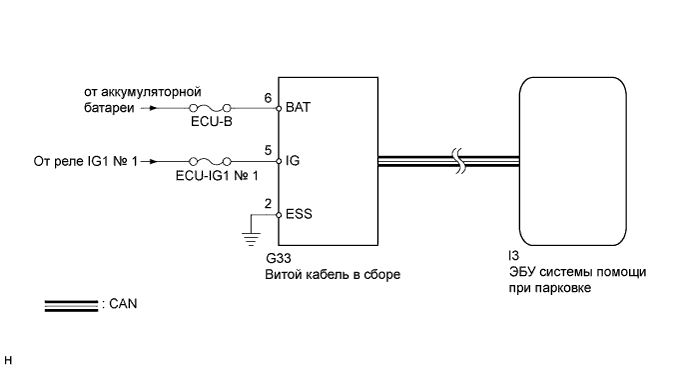 от аккумуляторной
батареи
6
BAT
ECU-B
От реле IG1 № 1
5
IG
ECU-IG1 № 1
2
ESS
G33
Витой кабель в сборе
I3
ЭБУ системы помощи
при парковке
: CAN
H